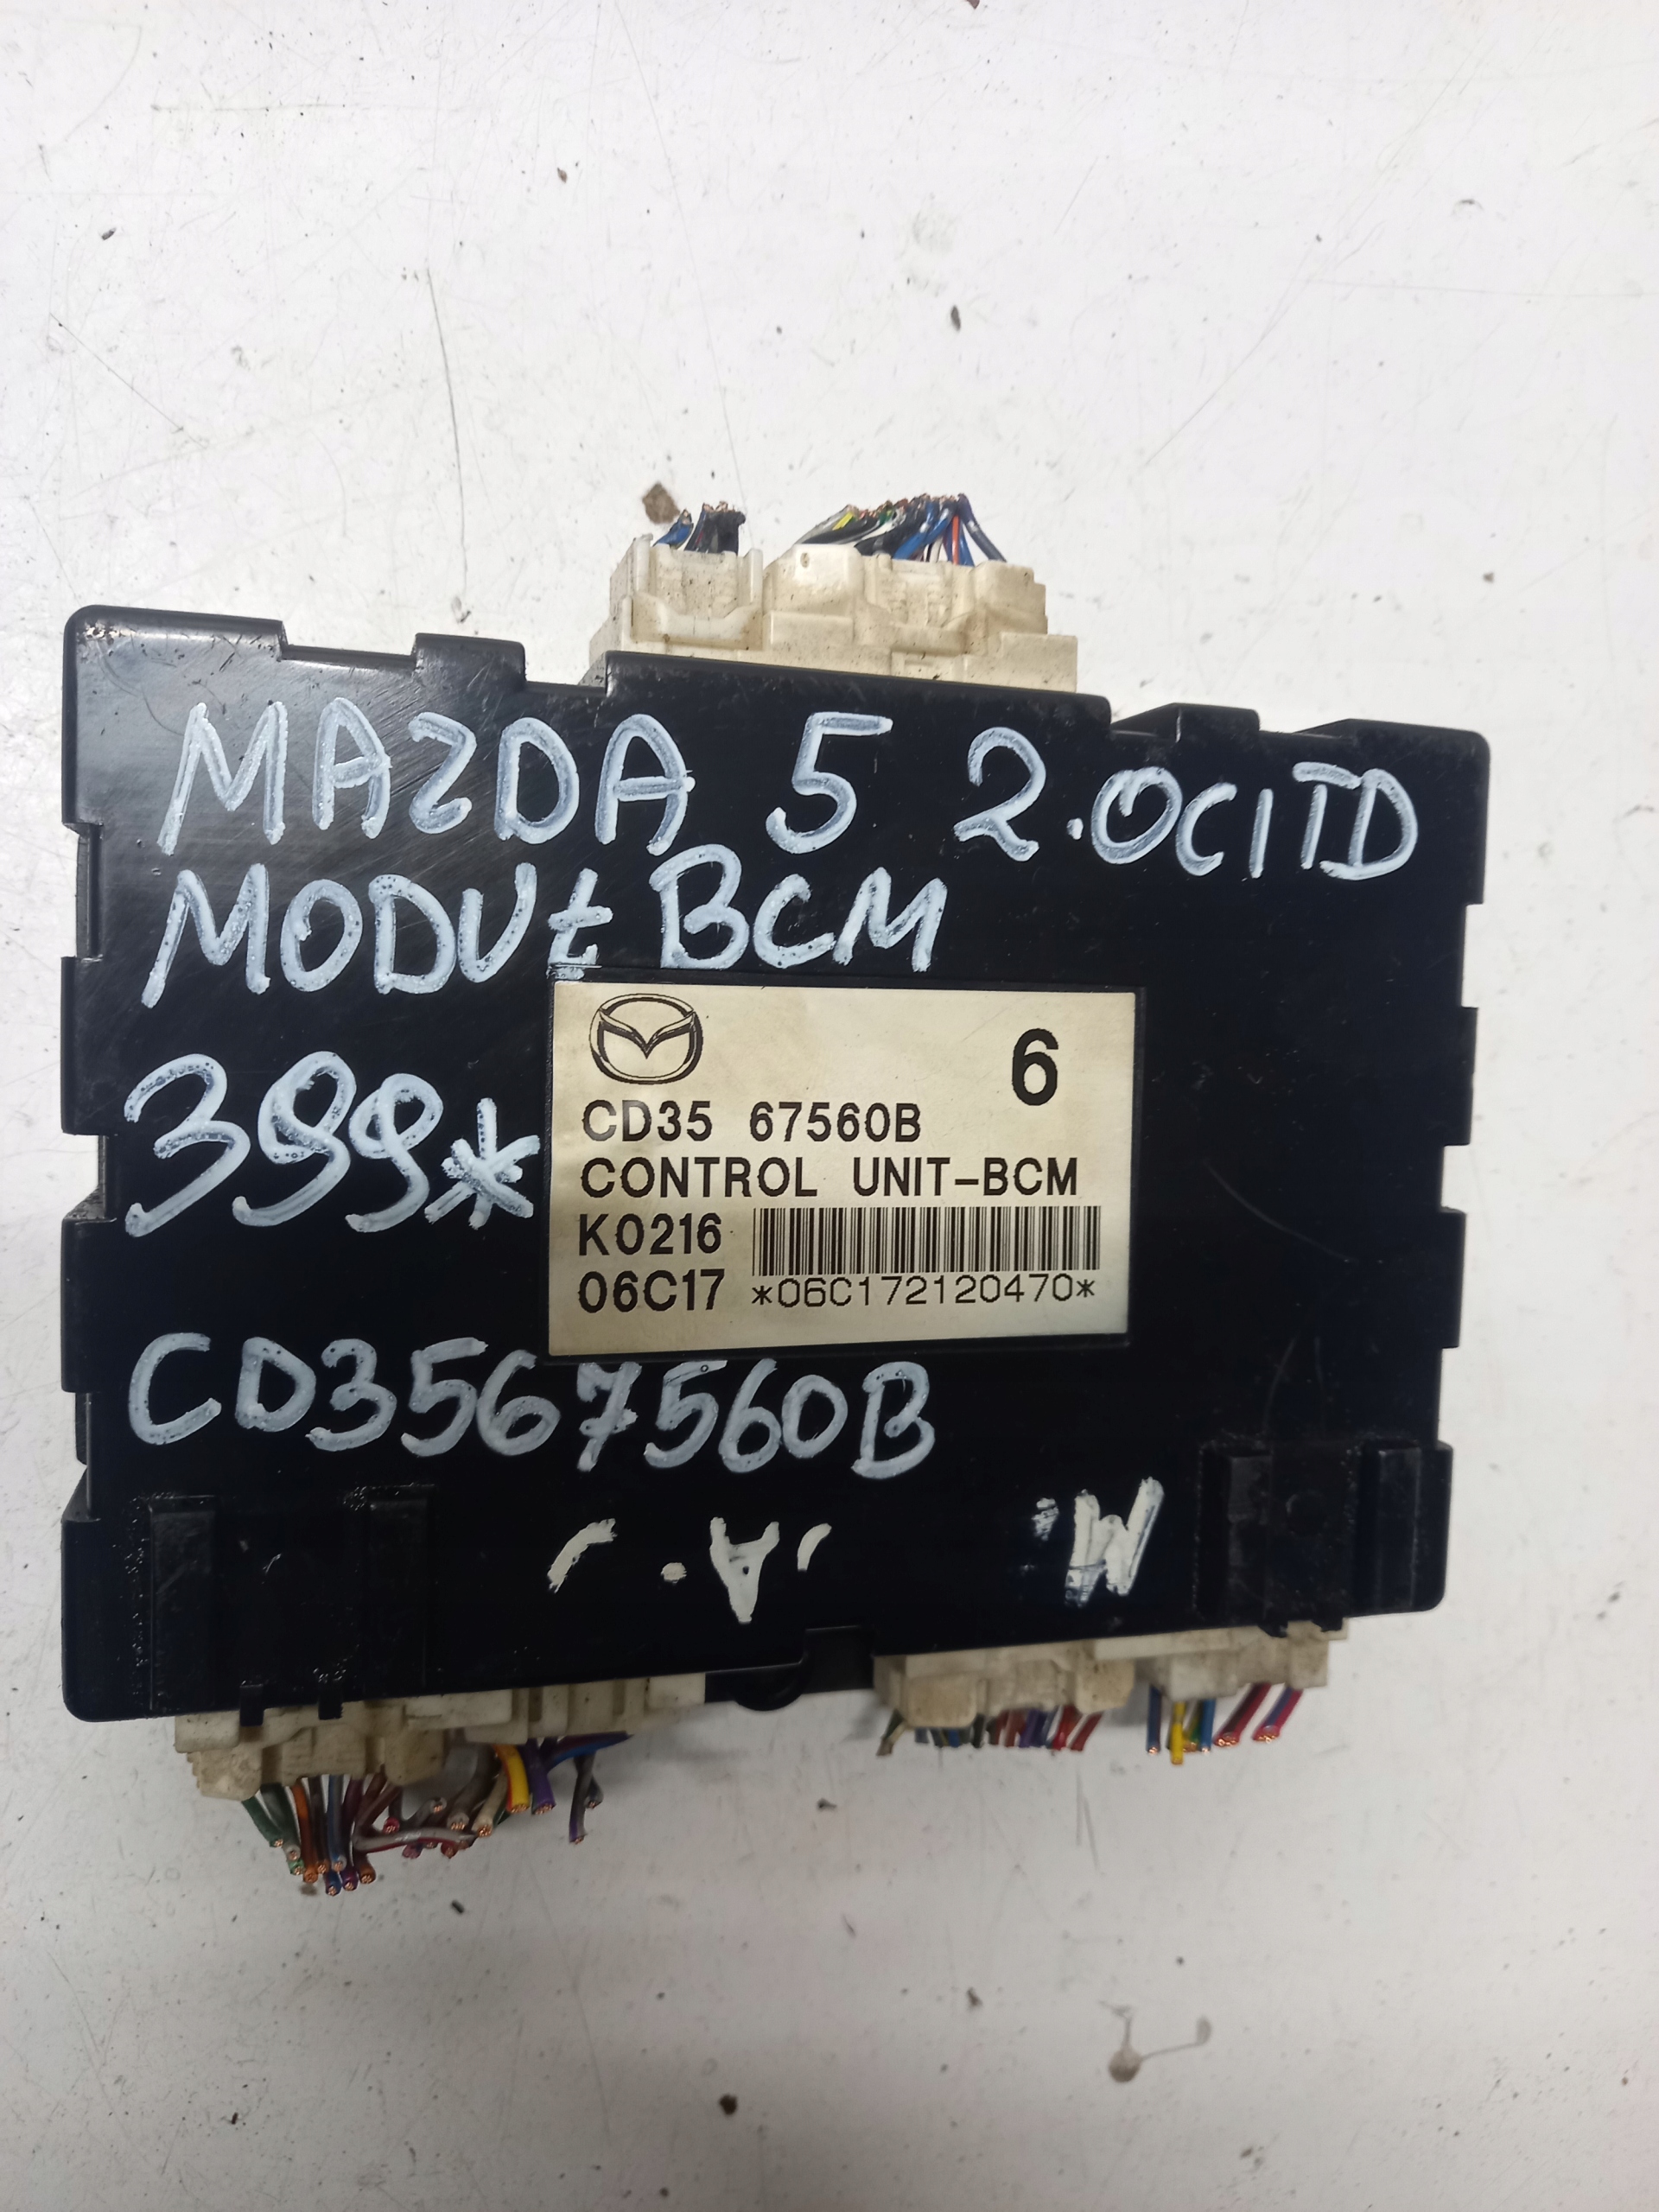 MAZDA 5 2.0CITD
MODUŁ BCM
6
CD35 67560B
CONTROL UNIT-BCM
399*
K0216
06C17 *06C172120470*
CD3567560B